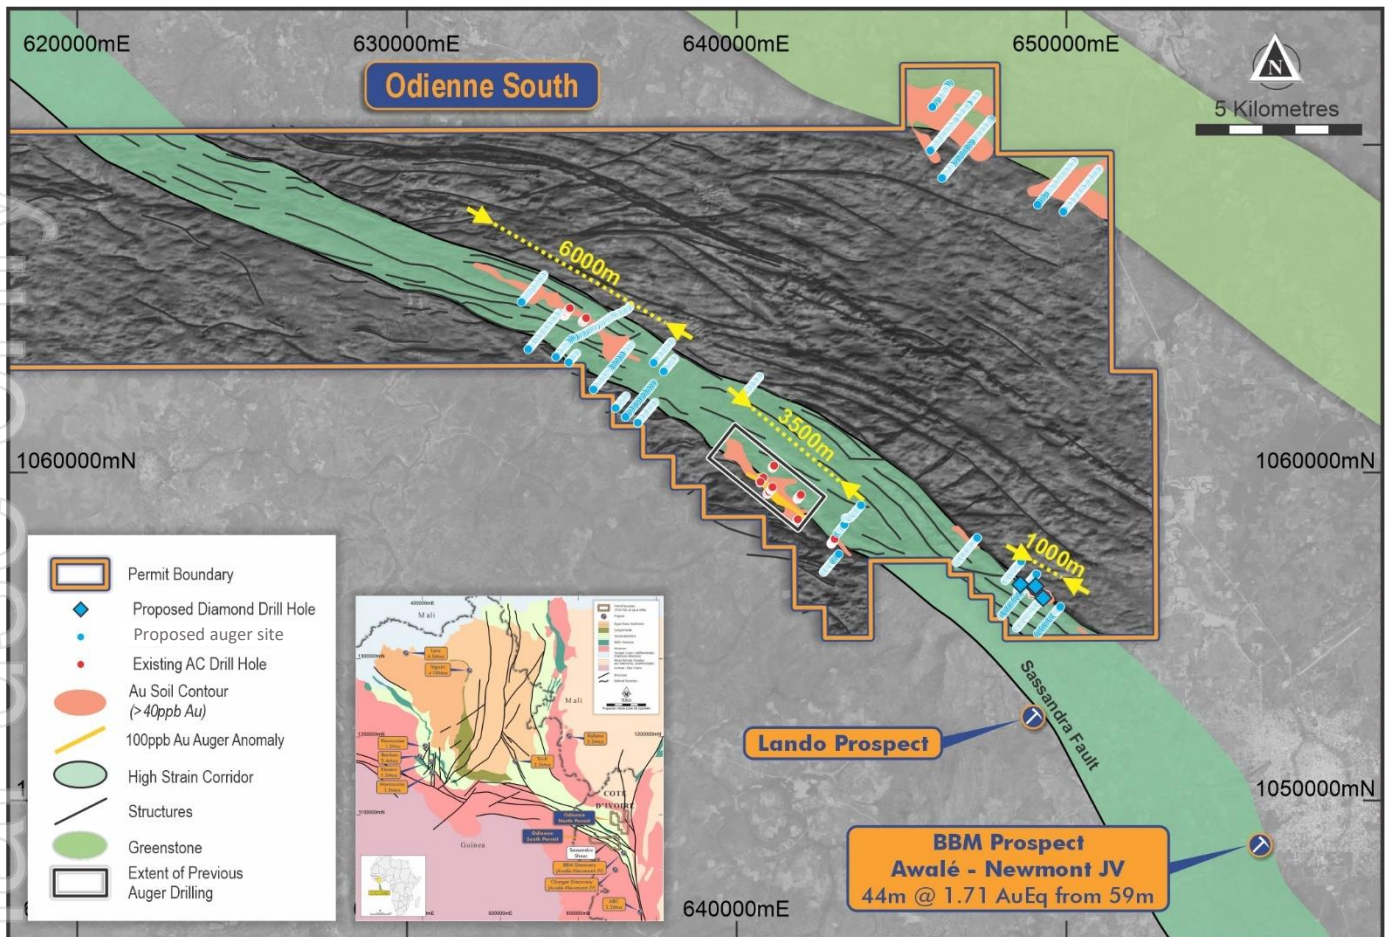 620000mE
630000mE
640000mE
650000mE
Odienne South
N
5 Kilometres
6000m
3500m
1000m
1060000mN
1060000mN
Permit Boundary
Proposed Diamond Drill Hole
Proposed auger site
Existing AC Drill Hole
Au Soil Contour
(>40ppb Au)
100ppb Au Auger Anomaly
High Strain Corridor
Structures
Greenstone
Extent of Previous
Auger Drilling
Mali
Mali
Guinea
COTE
D'IVOIRE
Sassandra Fault
Lando Prospect
1050000mN
BBM Prospect
Awalé - Newmont JV
44m @ 1.71 AuEq from 59m
640000mE